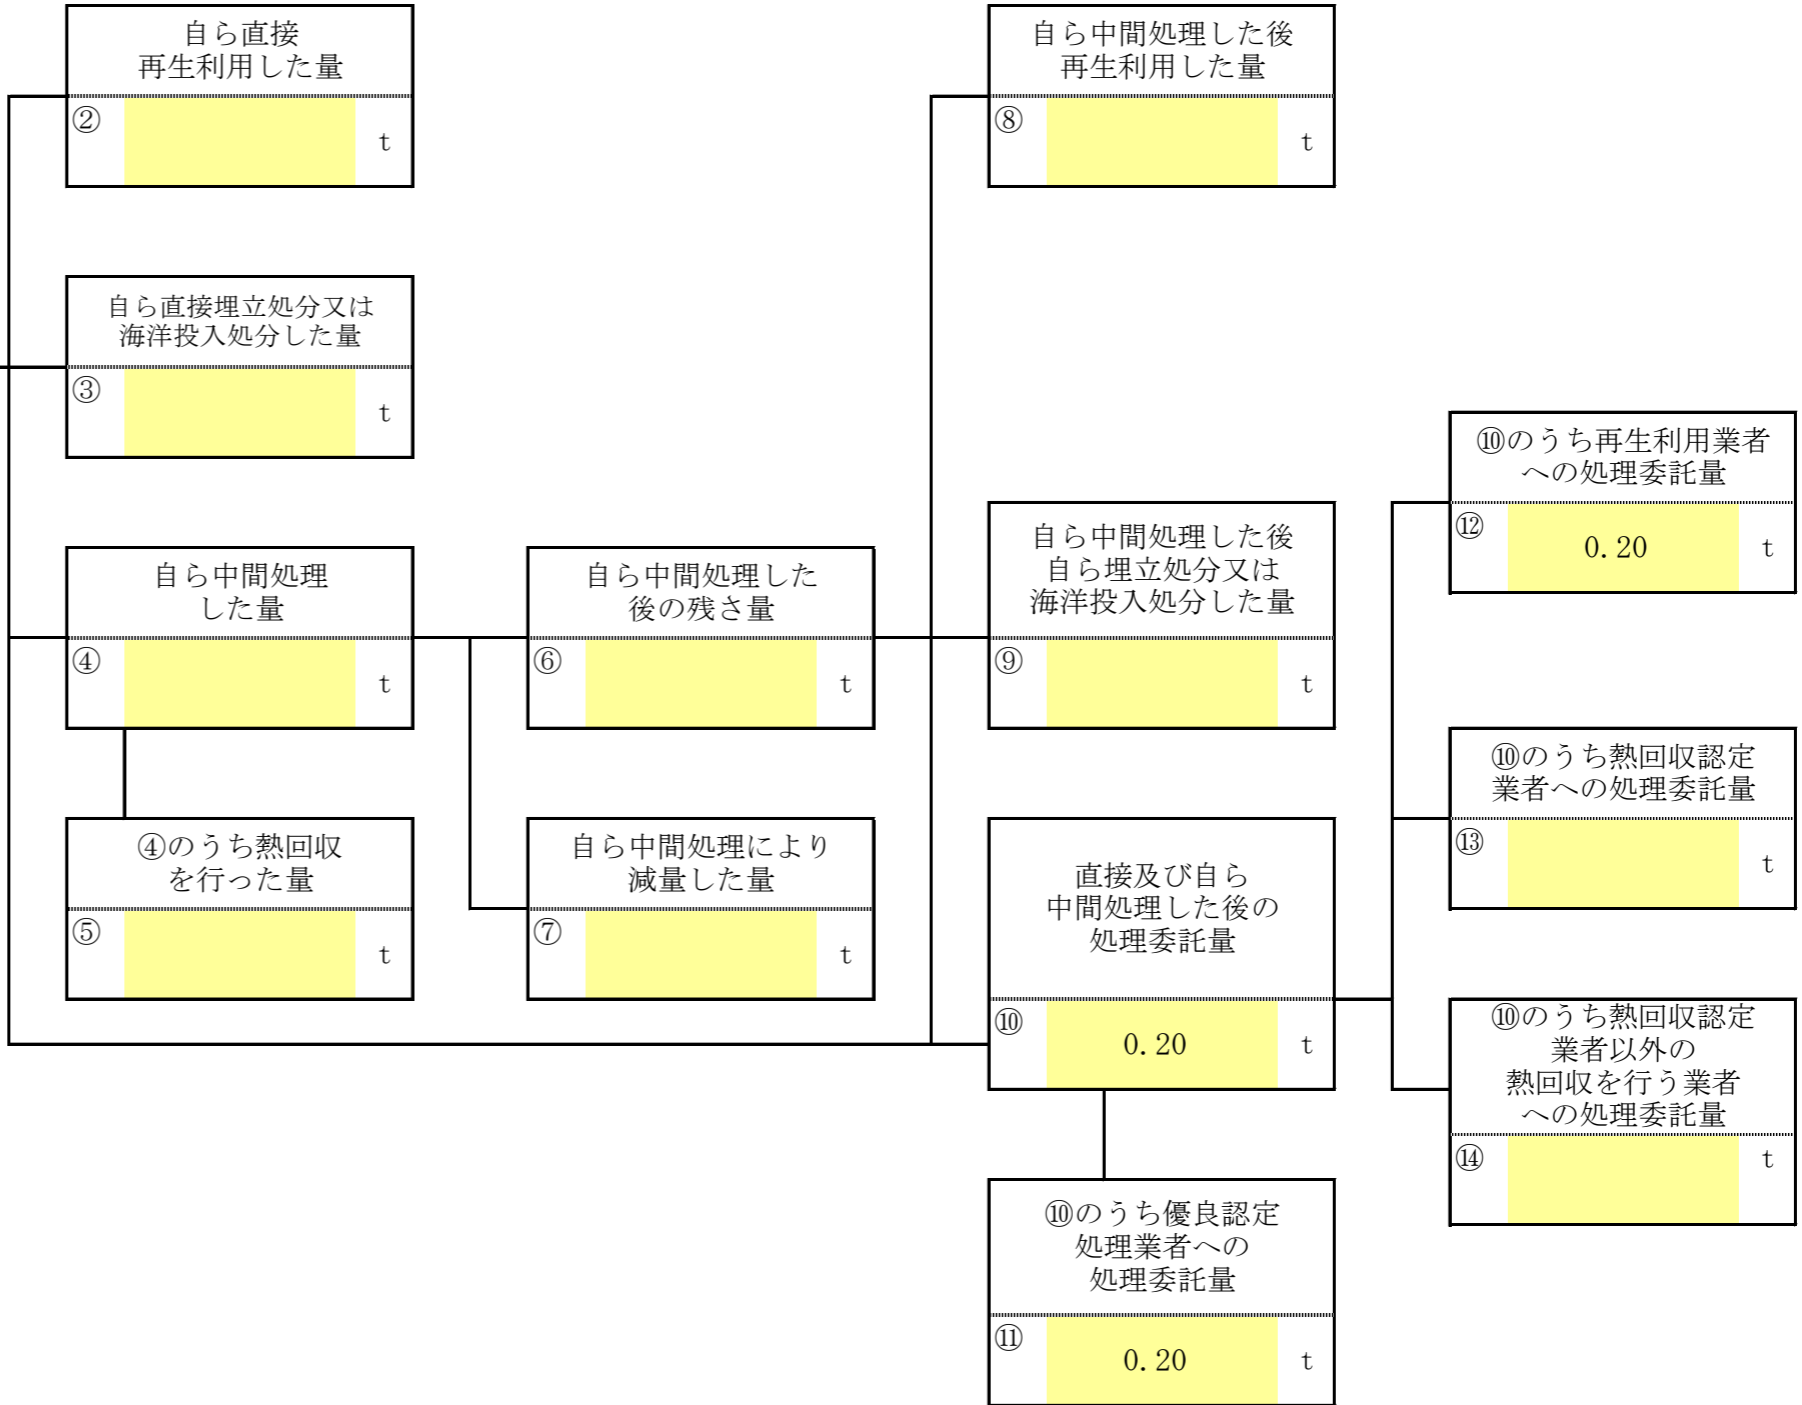 自ら直接
再生利用した量
②
t
自ら中間処理した後
再生利用した量
⑧
t
自ら直接埋立処分又は
海洋投入処分した量
③
t
⑩のうち再生利用業者
への処理委託量
⑫
0.20
t
自ら中間処理
した量
④
t
自ら中間処理した
後の残さ量
⑥
t
自ら中間処理した後
自ら埋立処分又は
海洋投入処分した量
⑨
t
⑩のうち熱回収認定
業者への処理委託量
⑬
t
④のうち熱回収
を行った量
⑤
t
自ら中間処理により
減量した量
⑦
t
直接及び自ら
中間処理した後の
処理委託量
⑩
0.20
t
⑩のうち熱回収認定
業者以外の
熱回収を行う業者
への処理委託量
⑭
t
⑩のうち優良認定
処理業者への
処理委託量
⑪
0.20
t